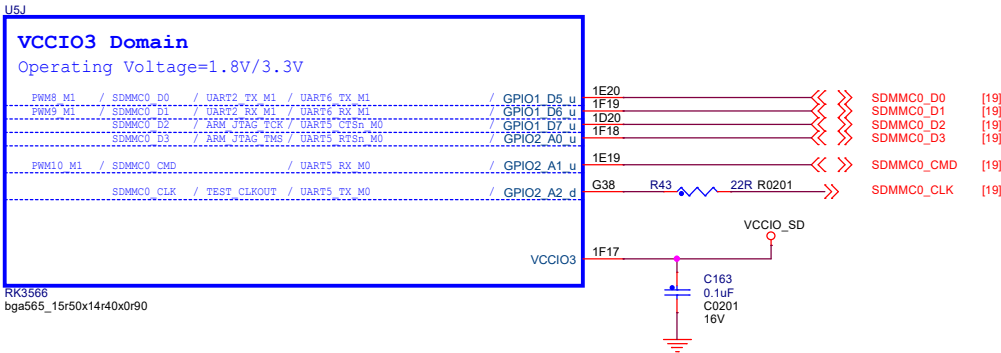 U5J
VCCIO3 Domain
Operating Voltage=1.8V/3.3V
PWM8_M1 / SDMMC0_D0 / UART2_TX_M1 / UART6_TX_M1 / GPIO1_D5_u 1E20 SDMMC0_D0 [19]
PWM9_M1 / SDMMC0_D1 / UART2_RX_M1 / UART6_RX_M1 / GPIO1_D6_u 1F19 SDMMC0_D1 [19]
SDMMC0_D2 / ARM_JTAG_TCK / UART5_CTSn_M0 / GPIO1_D7_u 1D20 SDMMC0_D2 [19]
SDMMC0_D3 / ARM_JTAG_TMS / UART5_RTSn_M0 / GPIO2_A0_u 1F18 SDMMC0_D3 [19]
PWM10_M1 / SDMMC0_CMD / UART5_RX_M0 / GPIO2_A1_u 1E19 SDMMC0_CMD [19]
SDMMC0_CLK / TEST_CLKOUT / UART5_TX_M0 / GPIO2_A2_d G38 R43 22R R0201 SDMMC0_CLK [19]
VCCIO_SD
VCCIO3 1F17
C163
0.1uF
C0201
16V
RK3566
bga565_15r50x14r40x0r90